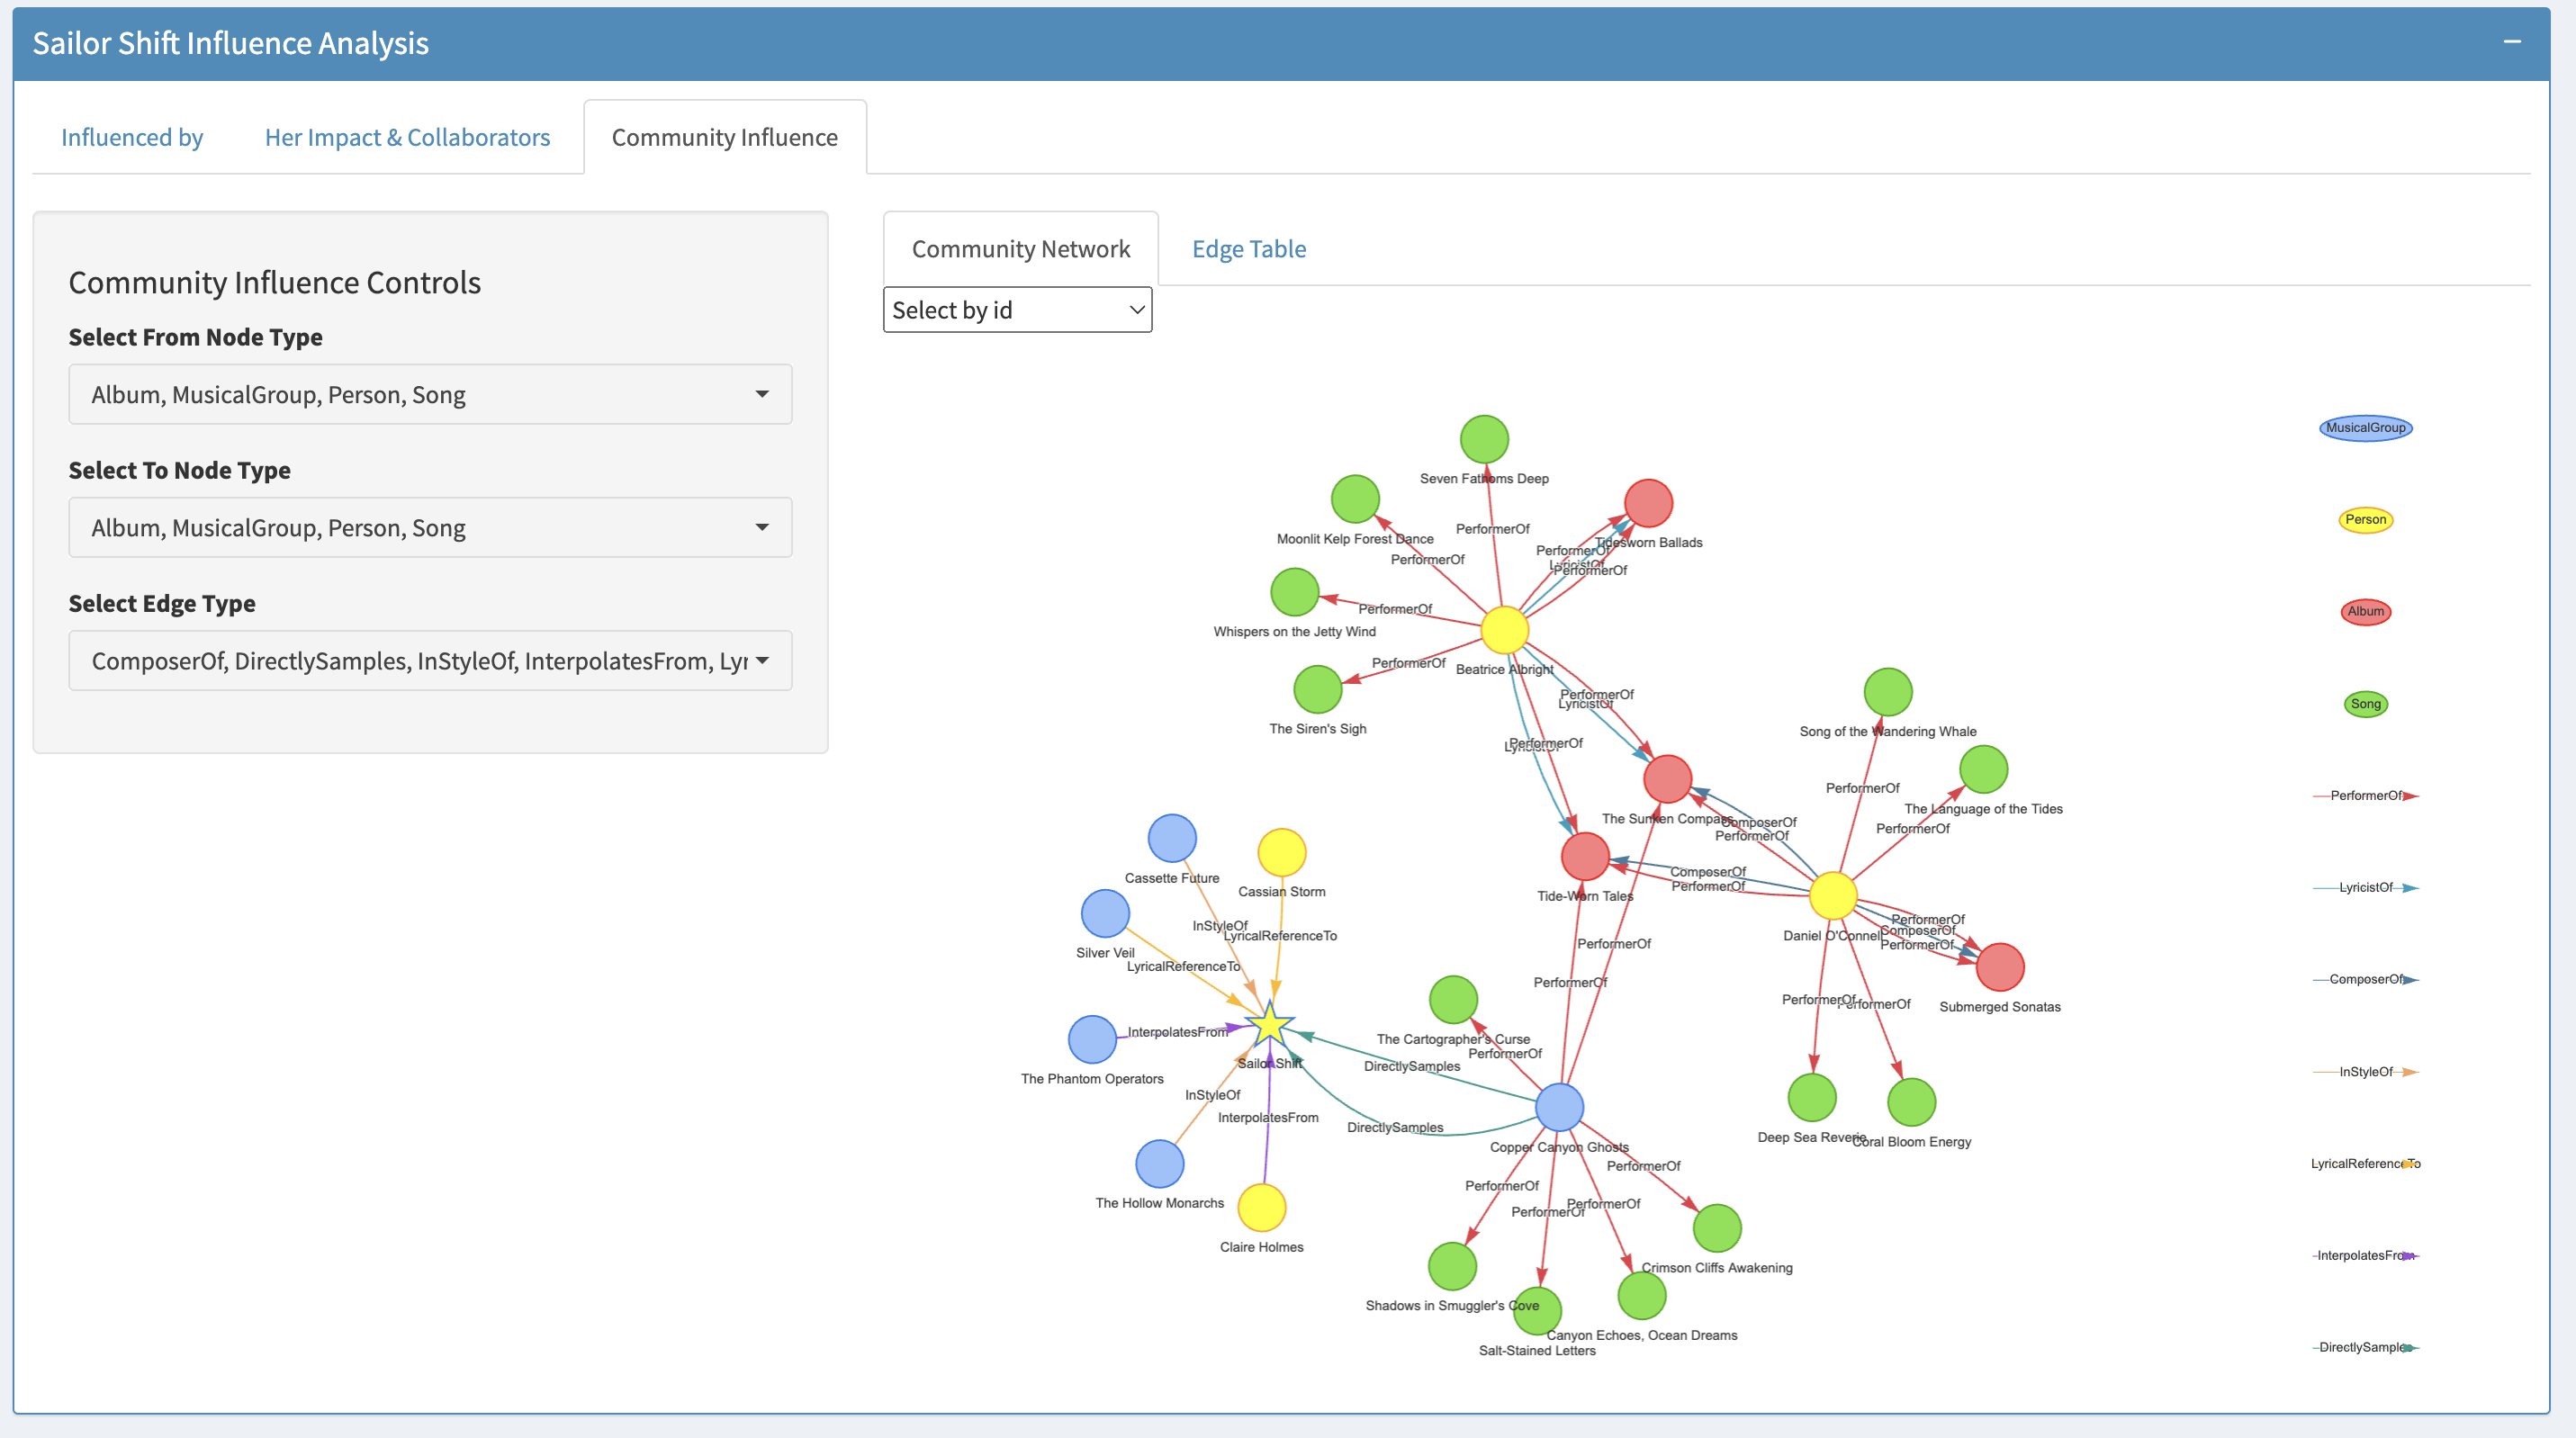 Sailor Shift Influence Analysis
Influenced by
Her Impact & Collaborators
Community Influence
Community Influence Controls
Select From Node Type
Album, MusicalGroup, Person, Song
Select To Node Type
Album, MusicalGroup, Person, Song
Select Edge Type
ComposerOf, DirectlySamples, InStyleOf, InterpolatesFrom, Lyr
Community Network
Edge Table
Select by id
Seven Fathoms Deep
Moonlit Kelp Forest Dance
PerformerOf
PerformerOf
Tidesworn Ballads
PerformerOf
LyricistOf
PerformerOf
Whispers on the Jetty Wind
PerformerOf
PerformerOf
The Siren's Sigh
Beatrice Albright
PerformerOf
LyricistOf
PerformerOf
LyricistOf
Song of the Wandering Whale
PerformerOf
The Language of the Tides
PerformerOf
The Sunken Compass
ComposerOf
PerformerOf
ComposerOf
PerformerOf
Tide-Worn Tales
Daniel O'Connell
PerformerOf
ComposerOf
PerformerOf
Submerged Sonatas
PerformerOf
PerformerOf
Deep Sea Reverie
Coral Bloom Energy
PerformerOf
PerformerOf
Cassette Future
Cassian Storm
InStyleOf
LyricalReferenceTo
Silver Veil
LyricalReferenceTo
InterpolatesFrom
Sailor Shift
The Phantom Operators
InStyleOf
InterpolatesFrom
The Hollow Monarchs
Claire Holmes
The Cartographer's Curse
PerformerOf
DirectlySamples
DirectlySamples
Copper Canyon Ghosts
PerformerOf
PerformerOf
PerformerOf
PerformerOf
Shadows in Smuggler's Cove
Salt-Stained Letters
Canyon Echoes, Ocean Dreams
Crimson Cliffs Awakening
MusicalGroup
Person
Album
Song
PerformerOf
LyricistOf
ComposerOf
InStyleOf
LyricalReferenceTo
InterpolatesFrom
DirectlySamples